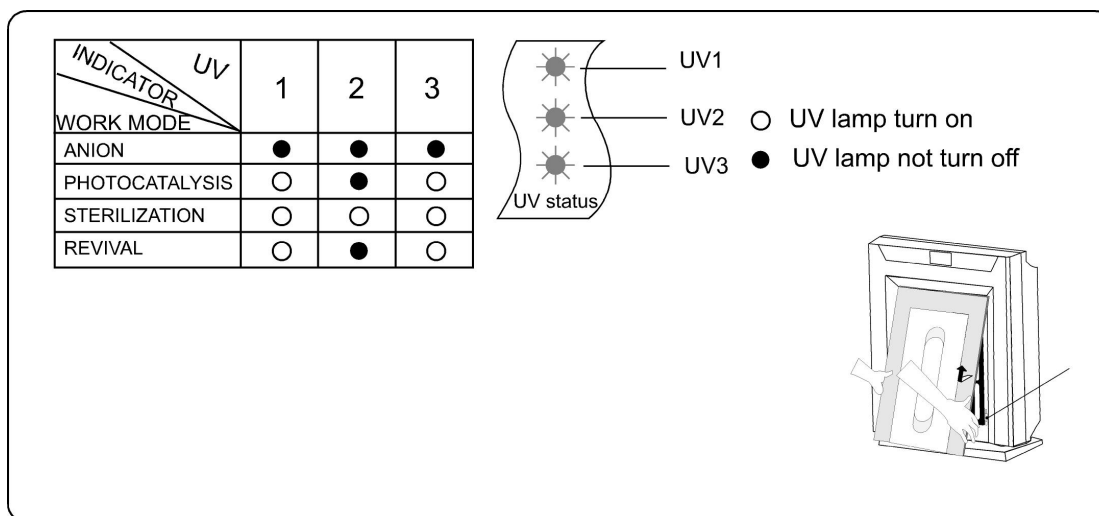 INDICATOR UV
WORK MODE
1 2 3
ANION ● ● ●
PHOTOCATALYSIS ○ ● ○
STERILIZATION ○ ○ ○
REVIVAL ○ ● ○
UV1
UV2
UV3
UV status
○ UV lamp turn on
● UV lamp not turn off